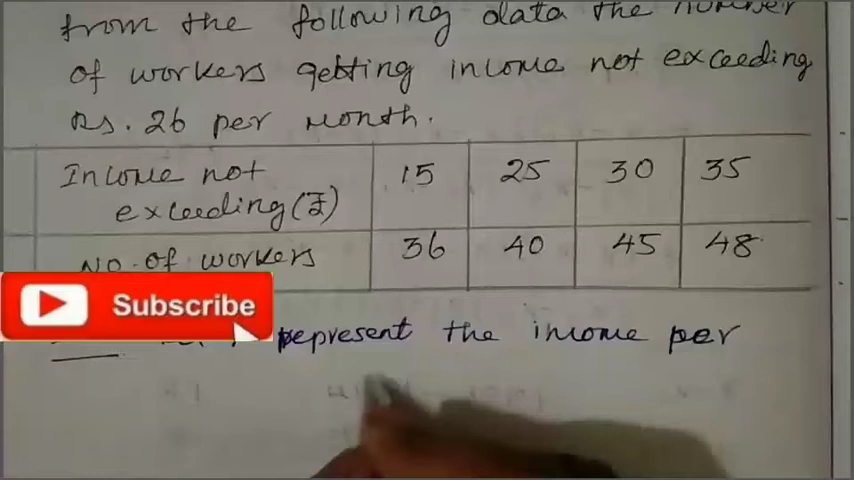 from the following data the number
of workers getting income not exceeding
Rs. 26 per month.
Income not exceeding (₹) 15 25 30 35
No. of workers 36 40 45 48
Subscribe
represent the income per